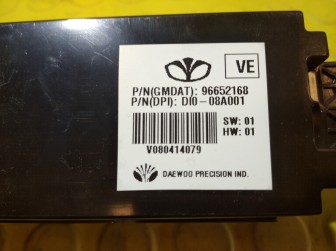 VE
P/N(GMDAT): 96652168
P/N(DPI): DI0-08A001
SW: 01
HW: 01
V080414079
DAEWOO PRECISION IND.